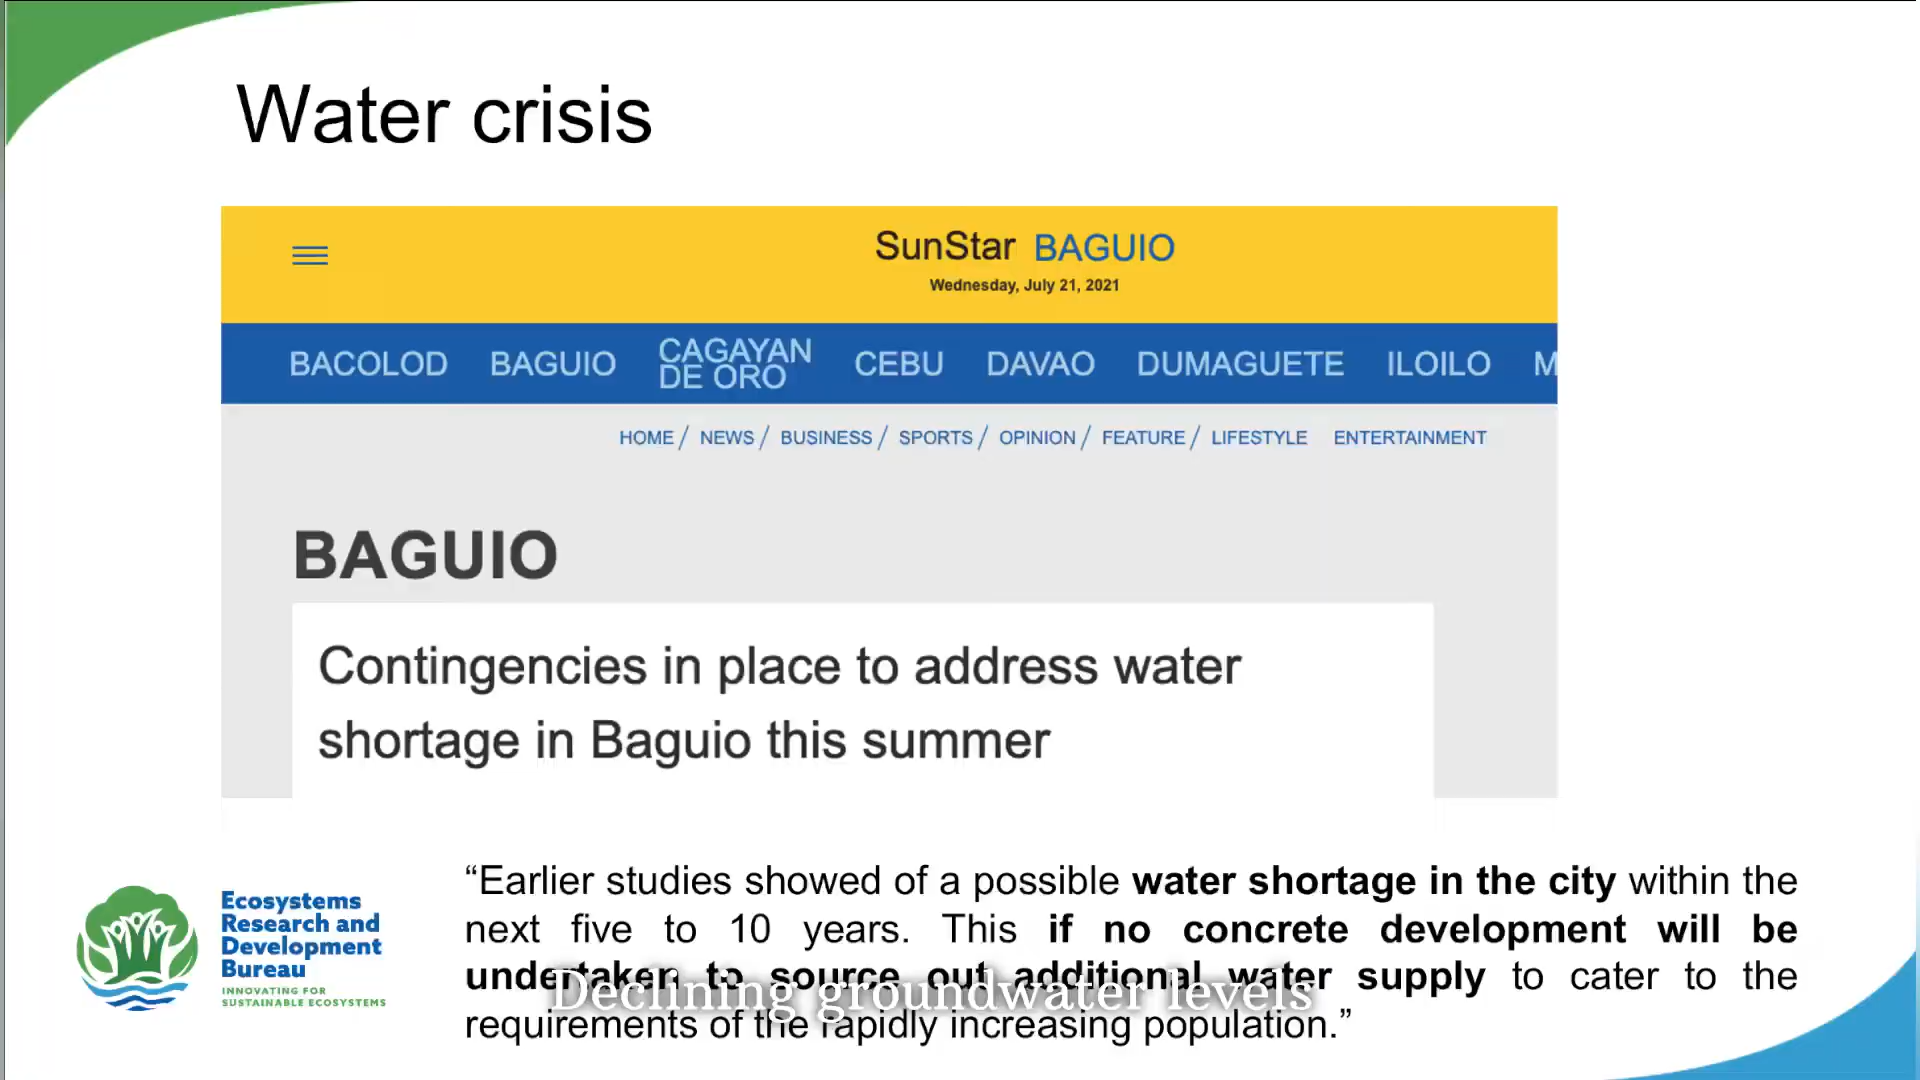 Water crisis
SunStar BAGUIO
Wednesday, July 21, 2021
BACOLOD BAGUIO CAGAYAN DE ORO CEBU DAVAO DUMAGUETE ILOILO M
HOME / NEWS / BUSINESS / SPORTS / OPINION / FEATURE / LIFESTYLE ENTERTAINMENT
BAGUIO
Contingencies in place to address water
shortage in Baguio this summer
“Earlier studies showed of a possible water shortage in the city within the
next five to 10 years. This if no concrete development will be
undertaken to source out additional water supply to cater to the
requirements of the rapidly increasing population.”
Declining groundwater levels
Ecosystems
Research and
Development
Bureau
INNOVATING FOR
SUSTAINABLE ECOSYSTEMS